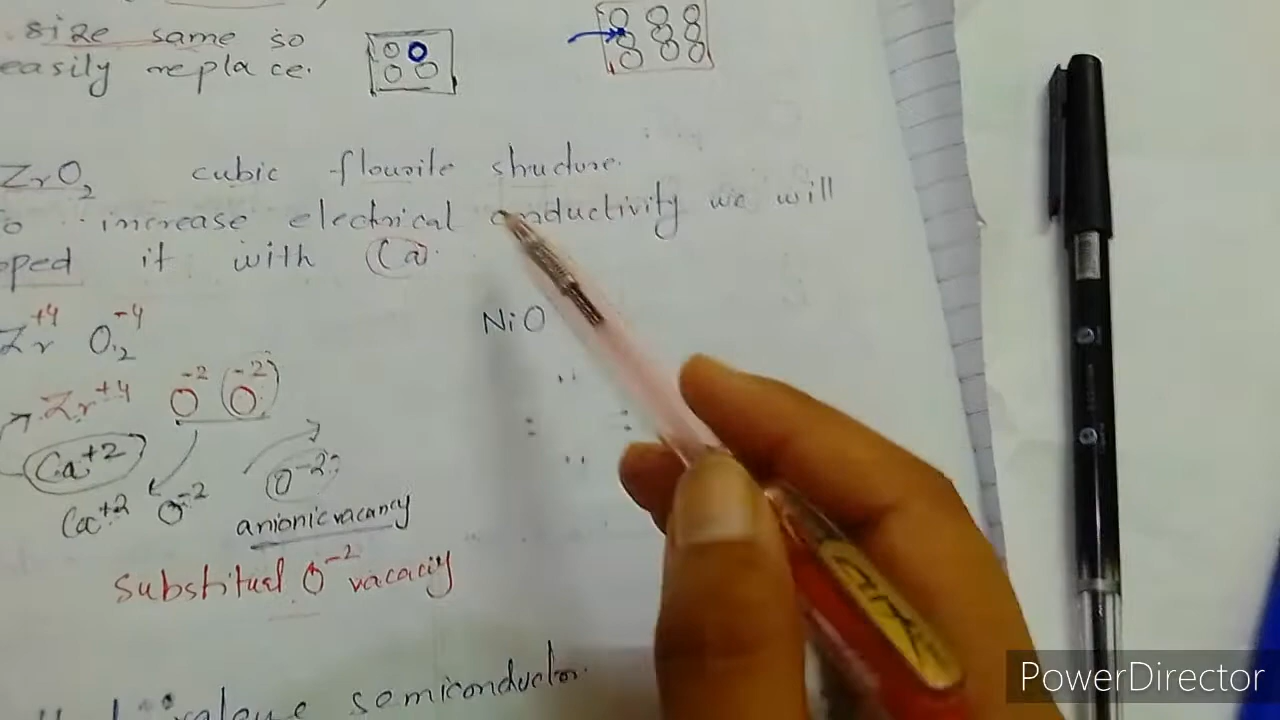 size same so
easily replace.
ZrO2 cubic flourite structure.
increase electrical conductivity we will
oped it with Ca.
Zr+4 O2-4
NiO
Zr+4 O-2 O-2
Ca+2
O-2
Ca+2 O-2
anionic vacancy
substitual O-2 vacaciy
semiconductor.
PowerDirector